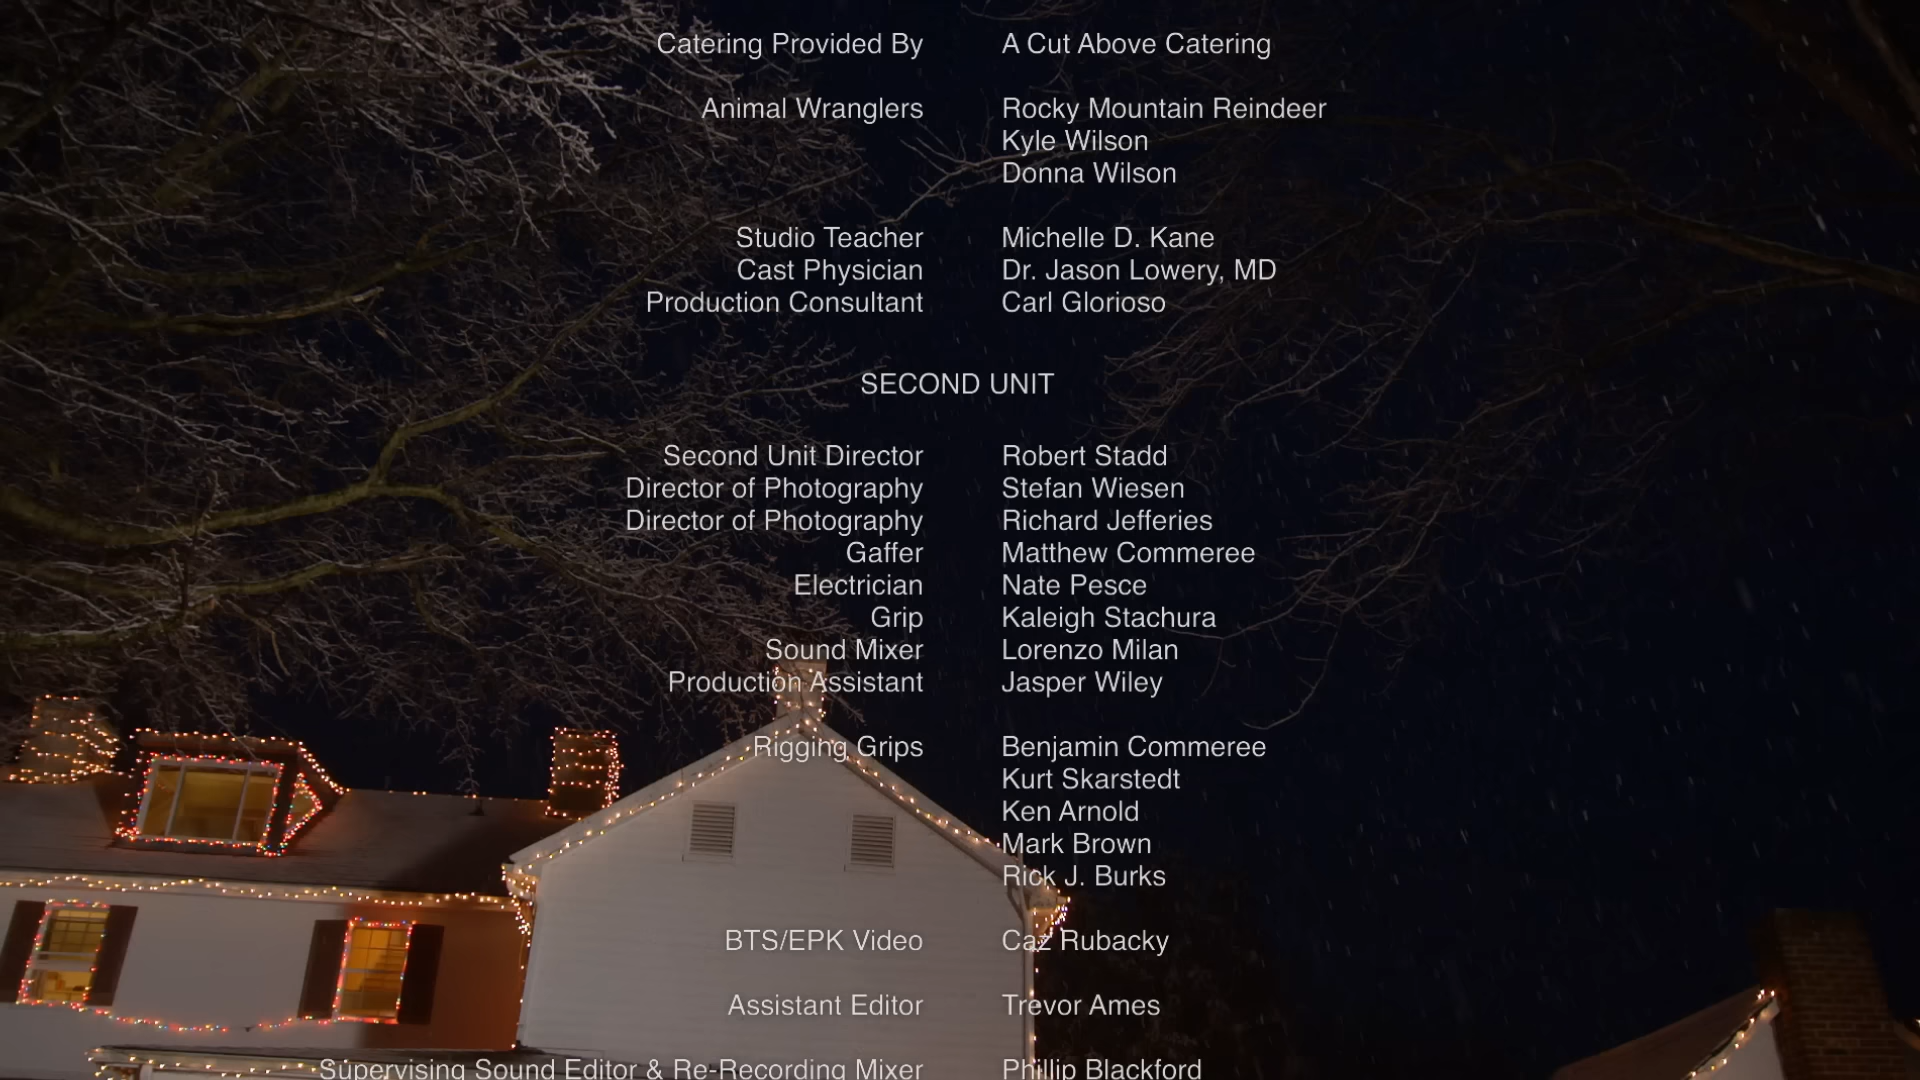 Catering Provided By A Cut Above Catering
Animal Wranglers Rocky Mountain Reindeer
Kyle Wilson
Donna Wilson
Studio Teacher Michelle D. Kane
Cast Physician Dr. Jason Lowery, MD
Production Consultant Carl Glorioso
SECOND UNIT
Second Unit Director Robert Stadd
Director of Photography Stefan Wiesen
Director of Photography Richard Jefferies
Gaffer Matthew Commeree
Electrician Nate Pesce
Grip Kaleigh Stachura
Sound Mixer Lorenzo Milan
Production Assistant Jasper Wiley
Rigging Grips Benjamin Commeree
Kurt Skarstedt
Ken Arnold
Mark Brown
Rick J. Burks
BTS/EPK Video Caz Rubacky
Assistant Editor Trevor Ames
Supervising Sound Editor & Re-Recording Mixer Phillip Blackford